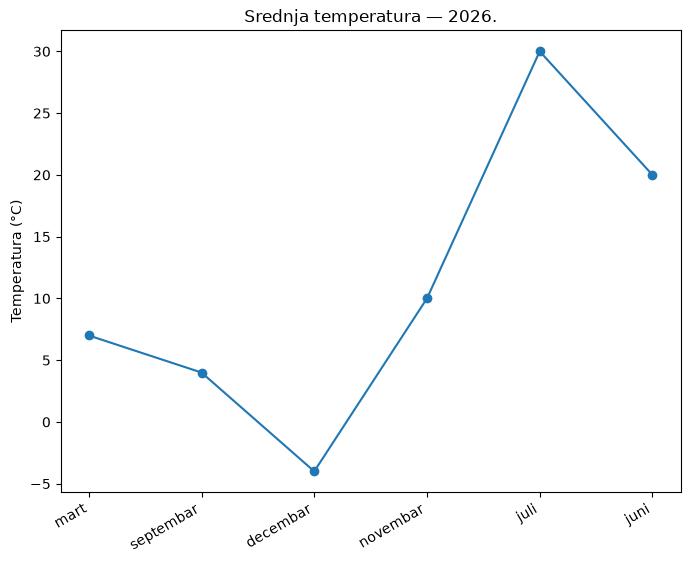 Srednja temperatura — 2026.
Temperatura (°C)
30
25
20
15
10
5
0
−5
mart
septembar
decembar
novembar
juli
juni